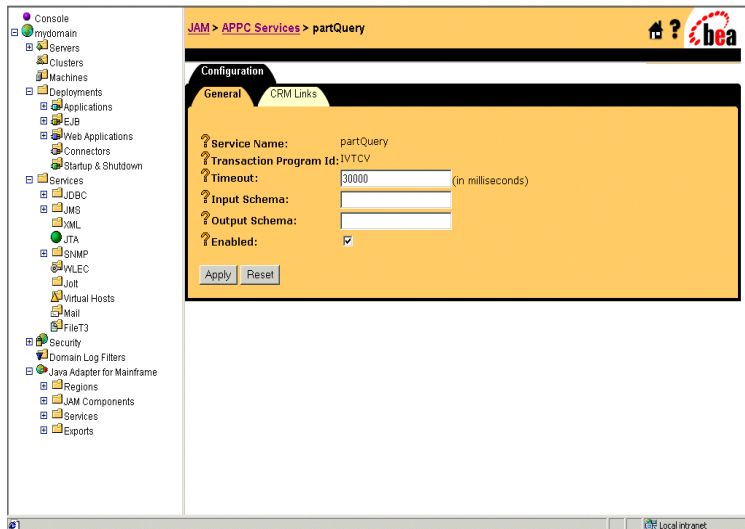 Console
mydomain
Servers
Clusters
Machines
Deployments
Applications
EJB
Web Applications
Connectors
Startup & Shutdown
Services
JDBC
JMS
XML
JTA
SNMP
WLEC
Jolt
Virtual Hosts
Mail
FileT3
Security
Domain Log Filters
Java Adapter for Mainframe
Regions
JAM Components
Services
Exports
JAM > APPC Services > partQuery
? bea
Configuration
General CRM Links
? Service Name: partQuery
? Transaction Program Id: IVTCV
? Timeout: 30000 (in milliseconds)
? Input Schema:
? Output Schema:
? Enabled:
Apply Reset
Local intranet